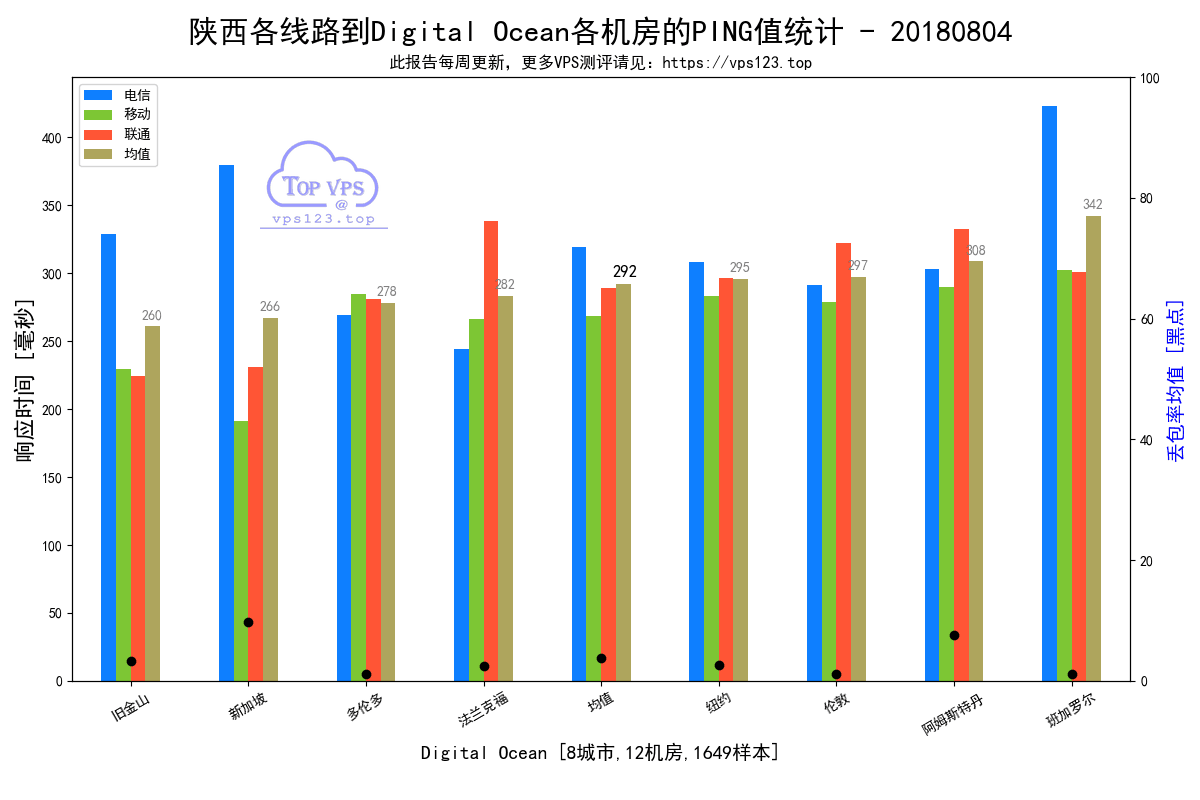 陕西各线路到Digital Ocean各机房的PING值统计 - 20180804
此报告每周更新，更多VPS测评请见：https://vps123.top
电信
移动
联通
均值
TOP VPS
@
vps123.top
响应时间 [毫秒]
400
350
300
250
200
150
100
50
0
260
266
278
282
292
295
297
308
342
100
80
60
40
20
0
丢包率均值 [黑点]
旧金山
新加坡
多伦多
法兰克福
均值
纽约
伦敦
阿姆斯特丹
班加罗尔
Digital Ocean [8城市,12机房,1649样本]